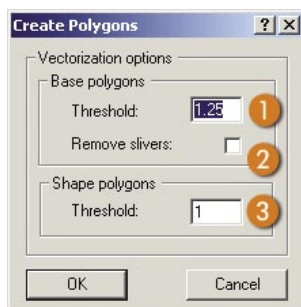 Create Polygons ? ×
Vectorization options
Base polygons
Threshold: 1.25 1
Remove slivers: 2
Shape polygons
Threshold: 1 3
OK Cancel